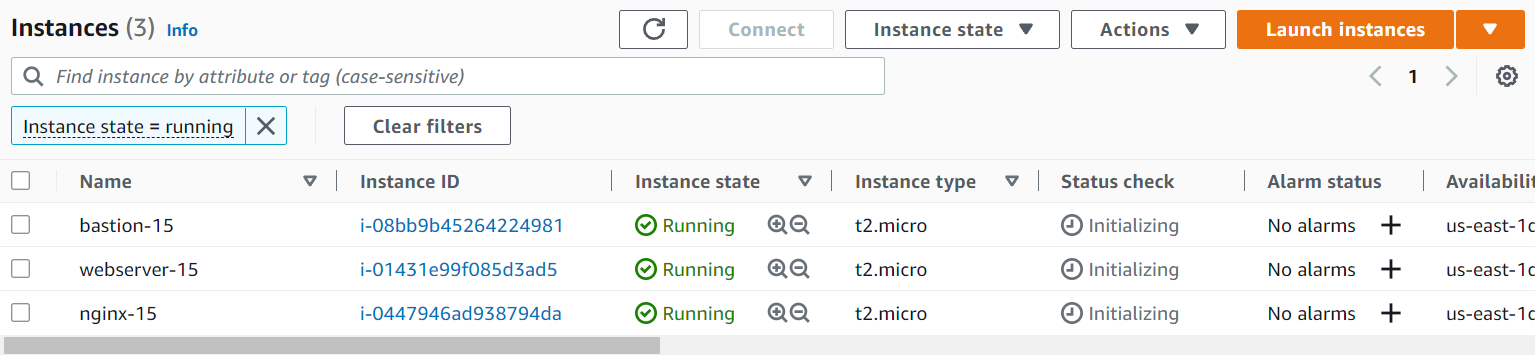 Instances (3) Info Connect Instance state Actions Launch instances
Find instance by attribute or tag (case-sensitive) 1
Instance state = running Clear filters
Name Instance ID Instance state Instance type Status check Alarm status Availabilit
bastion-15 i-08bb9b45264224981 Running t2.micro Initializing No alarms us-east-1d
webserver-15 i-01431e99f085d3ad5 Running t2.micro Initializing No alarms us-east-1d
nginx-15 i-0447946ad938794da Running t2.micro Initializing No alarms us-east-1d